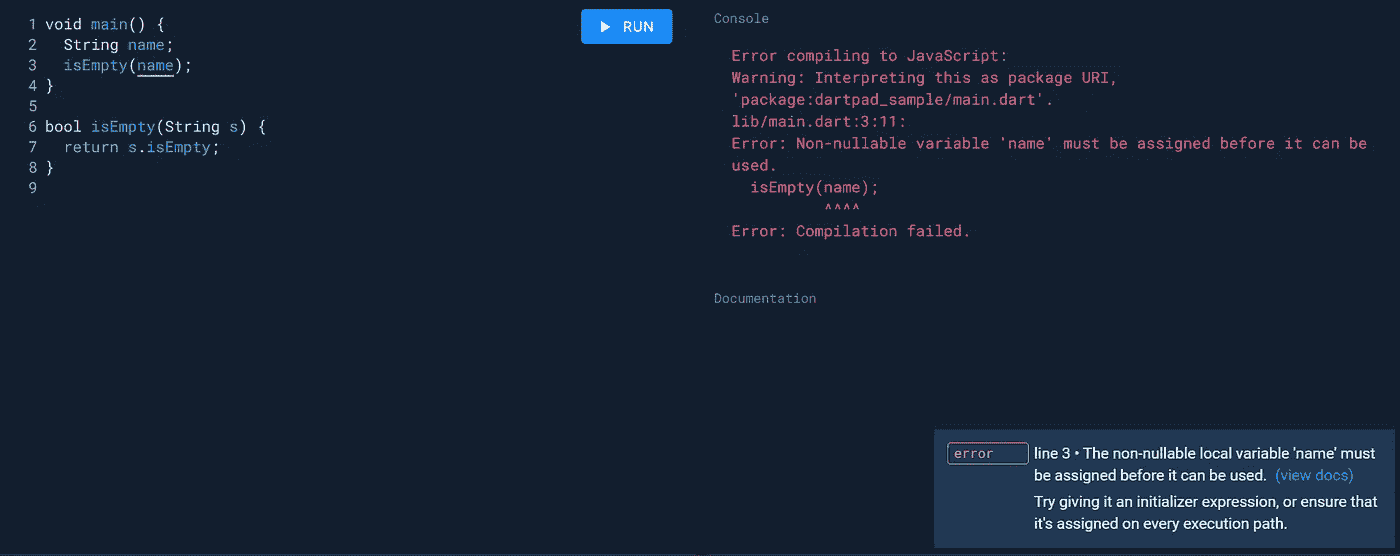 1 void main() {
2   String name;
3   isEmpty(name);
4 }
5
6 bool isEmpty(String s) {
7   return s.isEmpty;
8 }
9
RUN
Console
Error compiling to JavaScript:
Warning: Interpreting this as package URI,
'package:dartpad_sample/main.dart'.
lib/main.dart:3:11:
Error: Non-nullable variable 'name' must be assigned before it can be
used.
  isEmpty(name);
          ^^^^
Error: Compilation failed.
Documentation
error line 3 • The non-nullable local variable 'name' must
be assigned before it can be used. (view docs)
Try giving it an initializer expression, or ensure that
it's assigned on every execution path.